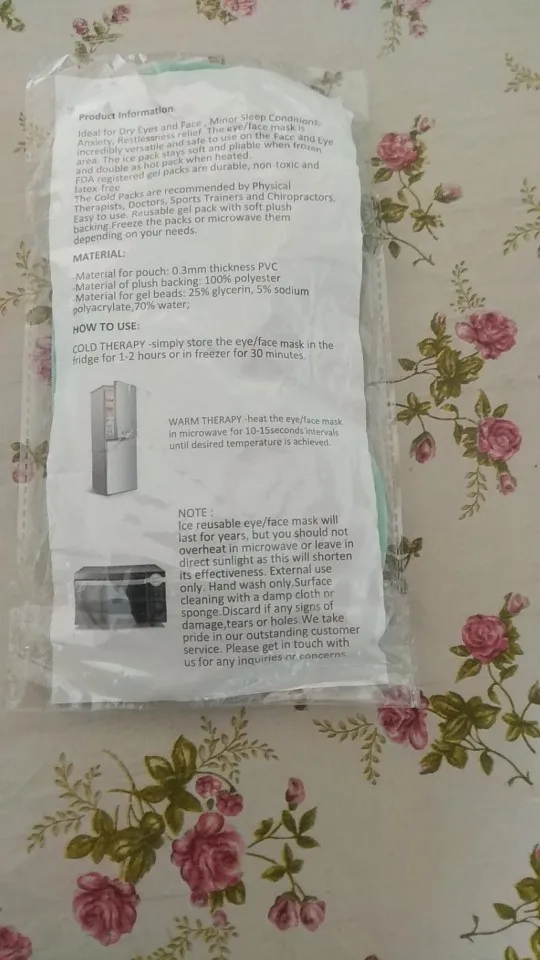 Product Information
Ideal for Dry Eyes and Face , Minor Sleep Conditions,
Anxiety, Restlessness relief. The eye/face mask is
incredibly versatile and safe to use on the Face and Eye
area. The ice pack stays soft and pliable when frozen
and double as hot pack when heated.
FDA registered gel packs are durable, non-toxic and
latex-free
The Cold Packs are recommended by Physical
Therapists, Doctors, Sports Trainers and Chiropractors.
Easy to use. Reusable gel pack with soft plush
backing.Freeze the packs or microwave them
depending on your needs.
MATERIAL:
-Material for pouch: 0.3mm thickness PVC
-Material of plush backing: 100% polyester
-Material for gel beads: 25% glycerin, 5% sodium
polyacrylate,70% water;
HOW TO USE:
COLD THERAPY -simply store the eye/face mask in the
fridge for 1-2 hours or in freezer for 30 minutes.
WARM THERAPY -heat the eye/face mask
in microwave for 10-15seconds intervals
until desired temperature is achieved.
NOTE :
Ice reusable eye/face mask will
last for years, but you should not
overheat in microwave or leave in
direct sunlight as this will shorten
its effectiveness. External use
only. Hand wash only.Surface
cleaning with a damp cloth or
sponge.Discard if any signs of
damage,tears or holes.We take
pride in our outstanding customer
service. Please get in touch with
us for any inquiries or concerns.